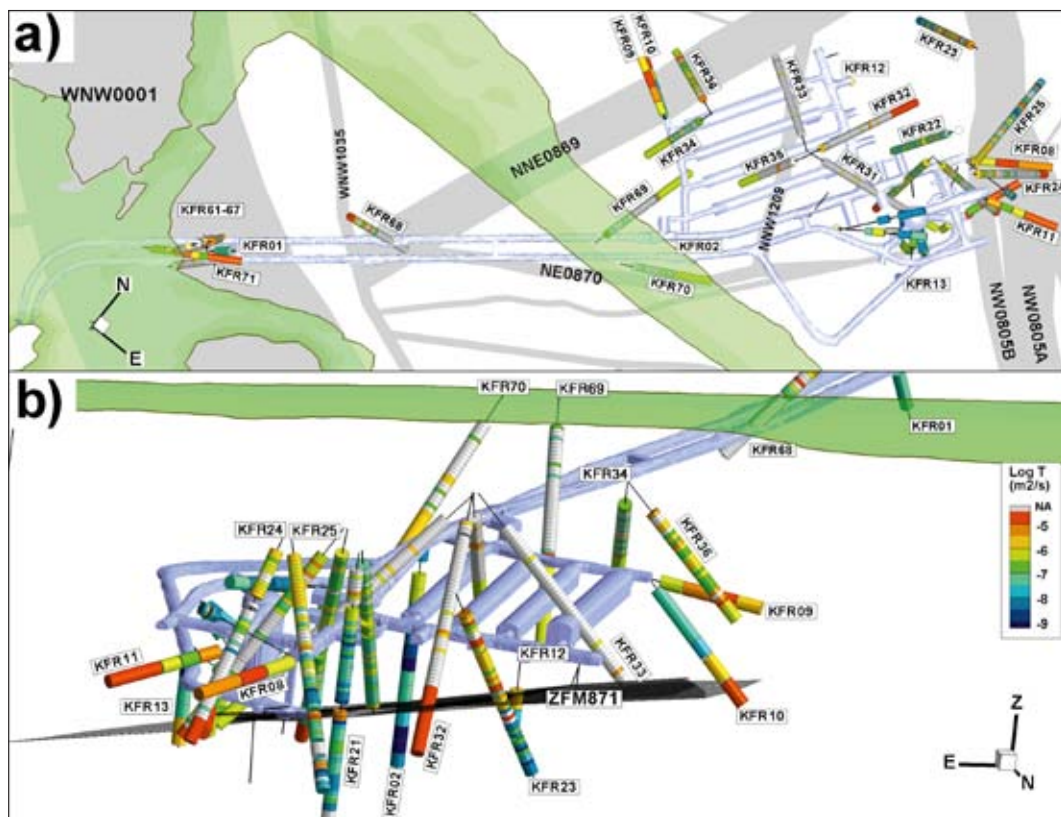 a)
WNW0001
WNW1035
NNE0869
KFR09
KFR10
KFR36
KFR33
KFR12
KFR32
KFR23
KFR25
KFR22
KFR08
KFR24
KFR34
KFR35
KFR31
KFR69
NNW1209
KFR11
KFR61-67
KFR68
KFR01
KFR02
KFR71
NE0870
KFR70
KFR13
NW0805B
NW0805A
N
E
b)
KFR70
KFR69
KFR01
KFR68
KFR34
Log T
(m2/s)
NA
-5
-6
-7
-8
-9
KFR24
KFR25
KFR36
KFR09
KFR11
KFR08
KFR12
KFR33
ZFM871
KFR13
KFR10
KFR21
KFR02
KFR32
KFR23
Z
E
N